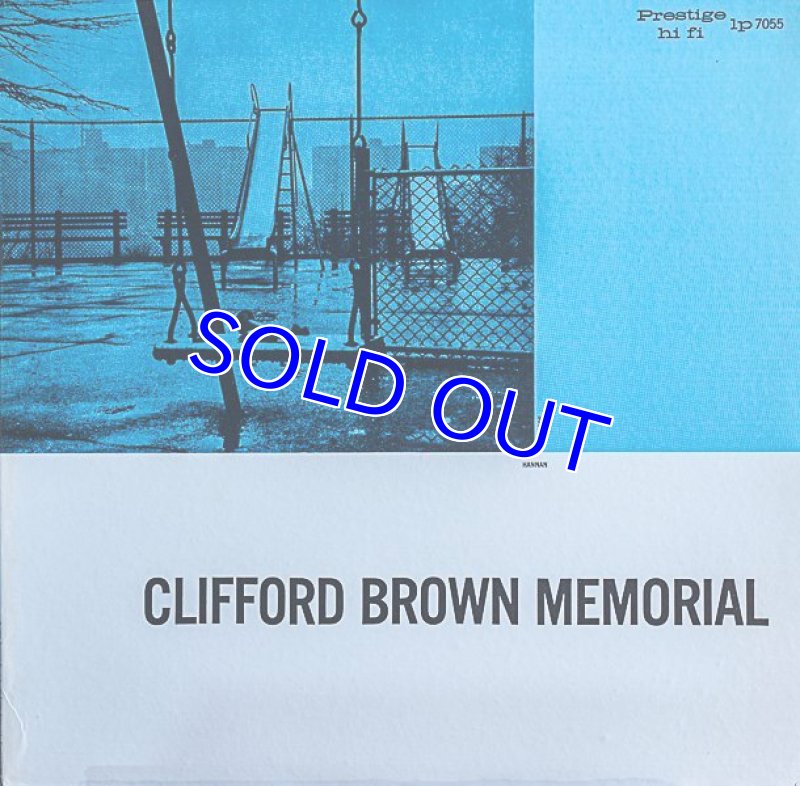 Prestige
hi fi
lp 7055
SOLD OUT
HANNAN
CLIFFORD BROWN MEMORIAL